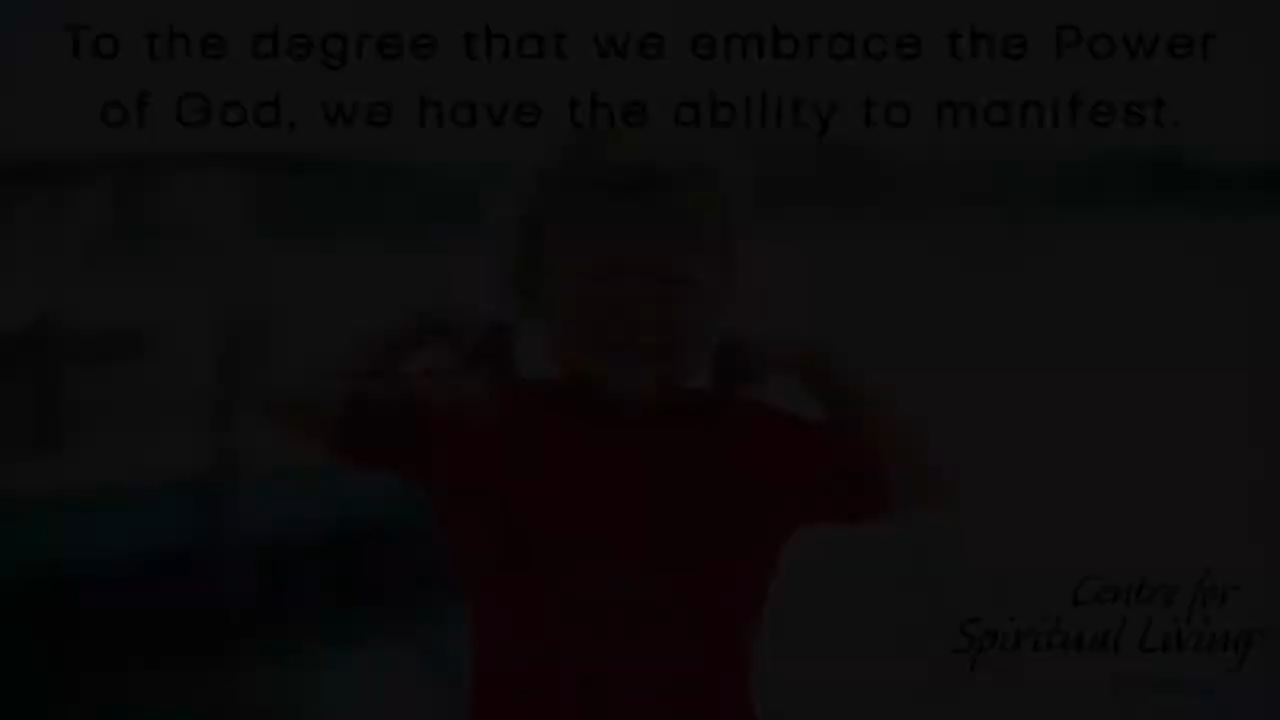 To the degree that we embrace the Power
of God, we have the ability to manifest.
Centre for
Spiritual Living